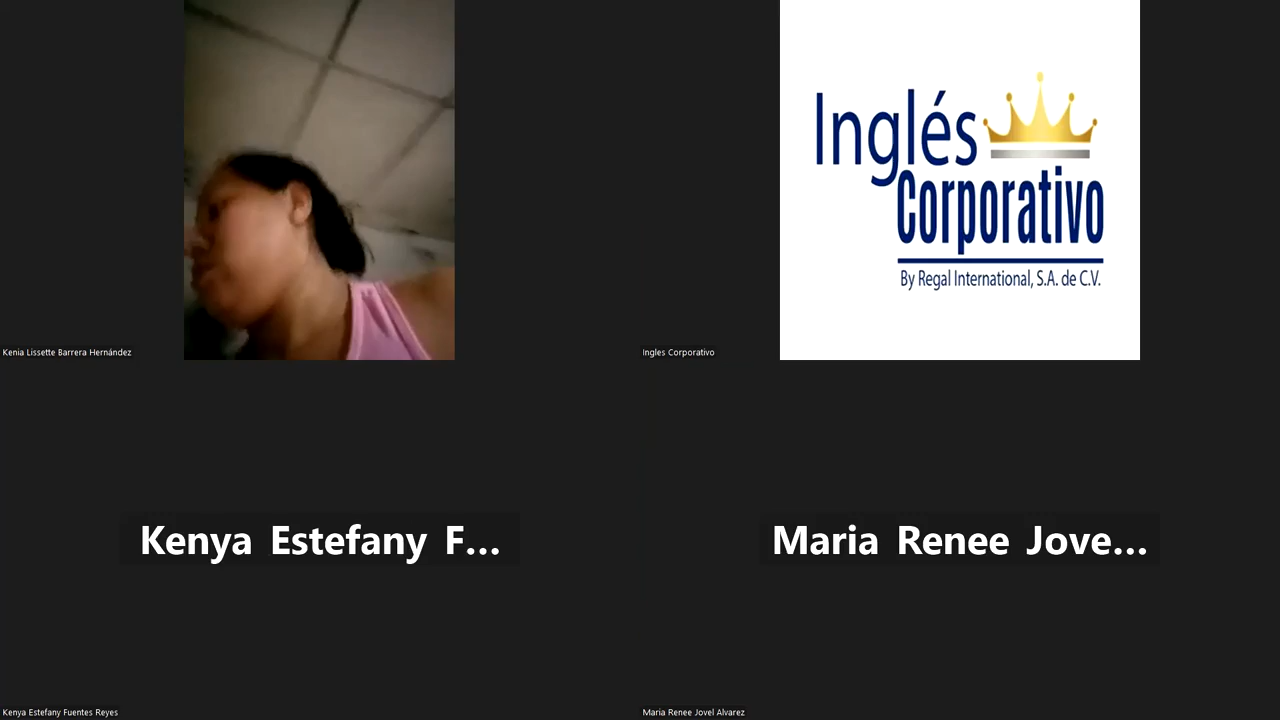 Inglés
Corporativo
By Regal International, S.A. de C.V.
Kenia Lissette Barrera Hernández
Ingles Corporativo
Kenya Estefany F...
Maria Renee Jove...
Kenya Estefany Fuentes Reyes
Maria Renee Jovel Alvarez